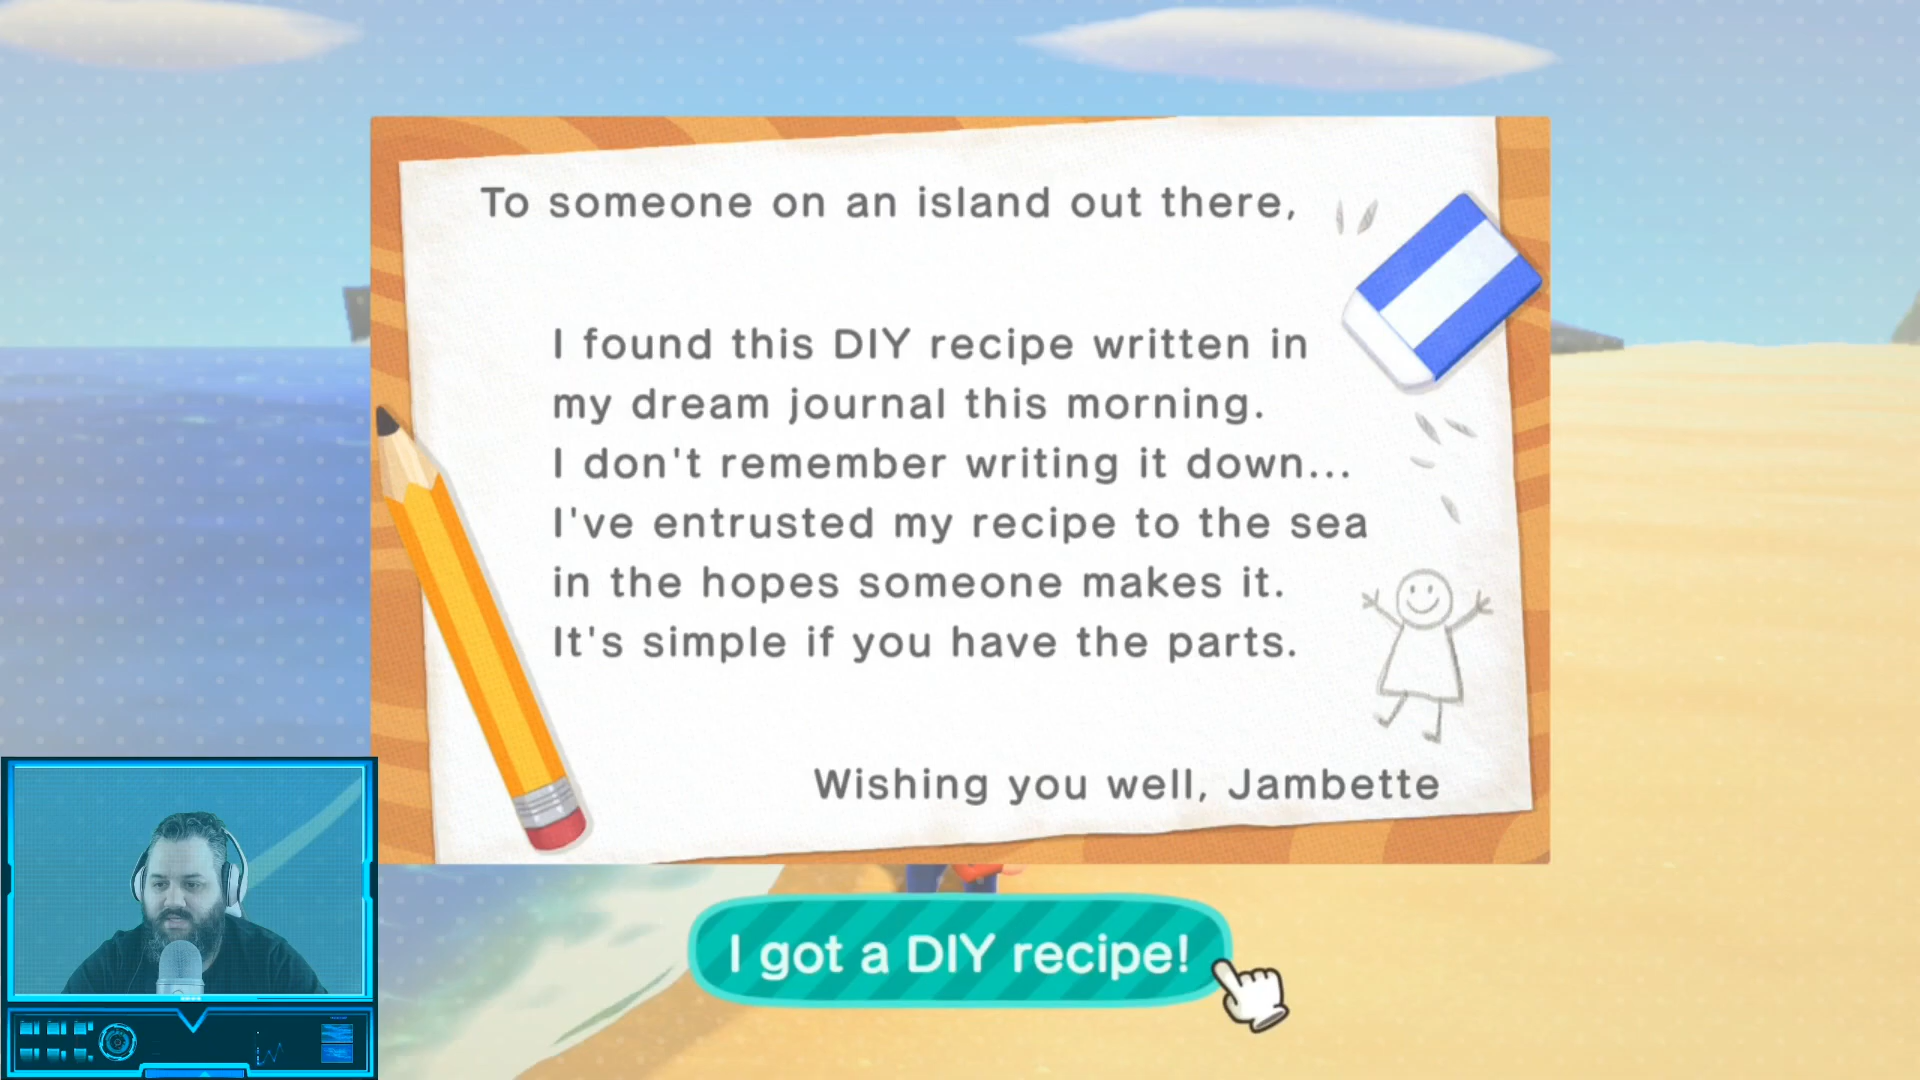 To someone on an island out there,
I found this DIY recipe written in
my dream journal this morning.
I don't remember writing it down...
I've entrusted my recipe to the sea
in the hopes someone makes it.
It's simple if you have the parts.
Wishing you well, Jambette
I got a DIY recipe!